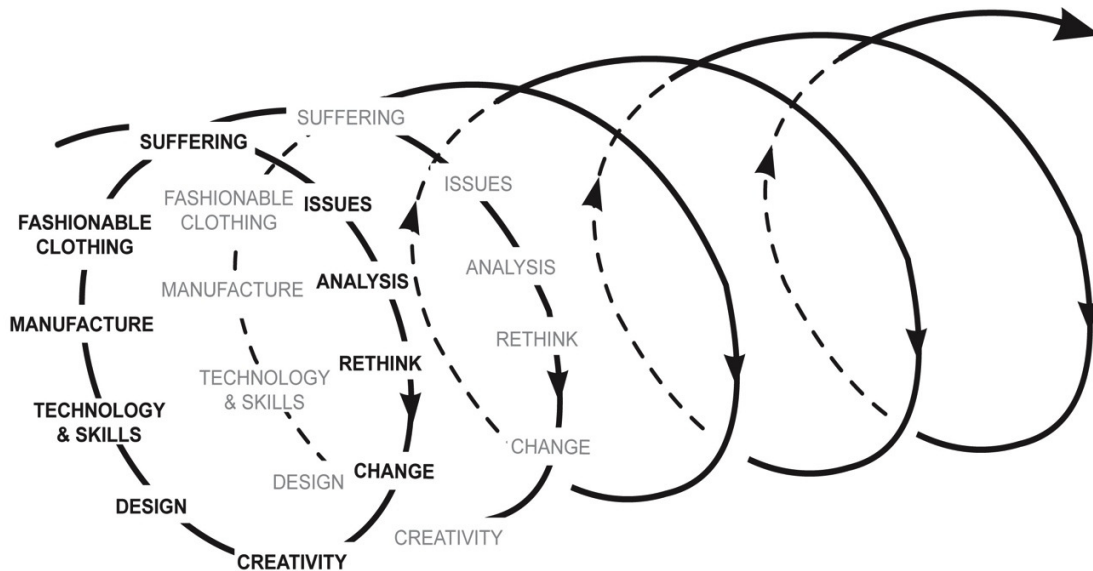 SUFFERING
ISSUES
ANALYSIS
RETHINK
CHANGE
CREATIVITY
DESIGN
TECHNOLOGY
& SKILLS
MANUFACTURE
FASHIONABLE
CLOTHING
SUFFERING
ISSUES
ANALYSIS
RETHINK
CHANGE
CREATIVITY
DESIGN
TECHNOLOGY
& SKILLS
MANUFACTURE
FASHIONABLE
CLOTHING